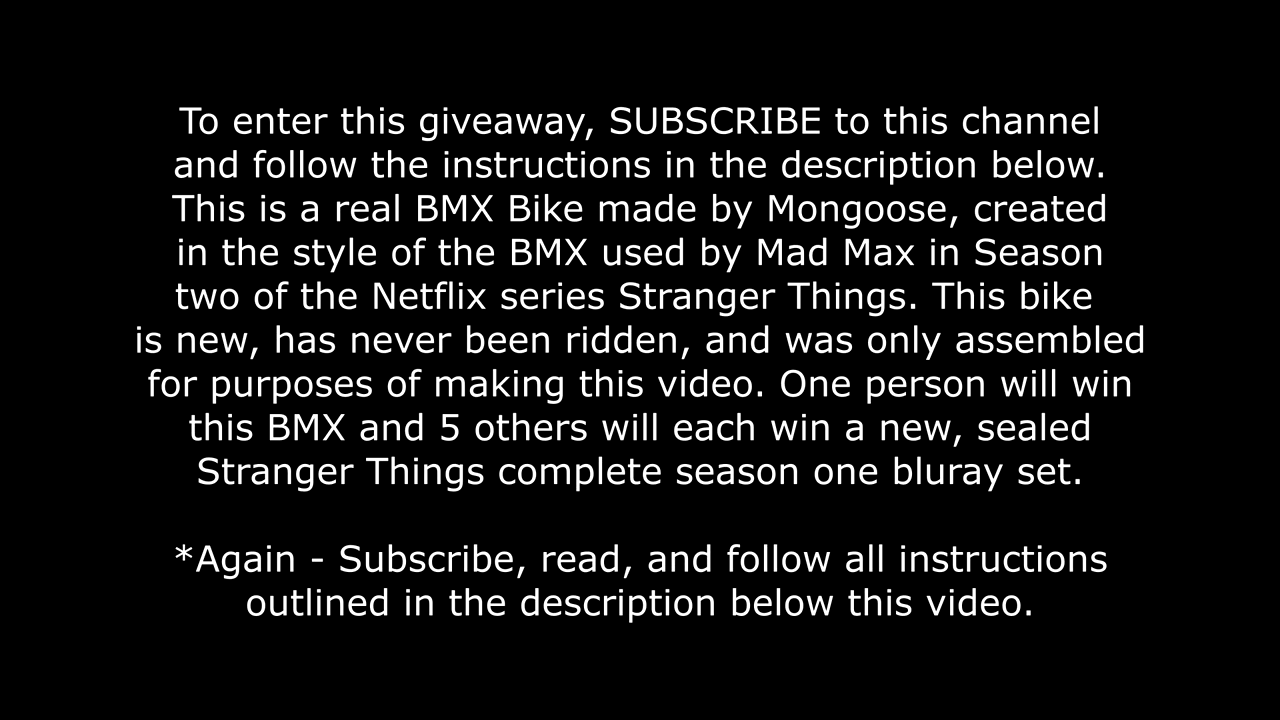 To enter this giveaway, SUBSCRIBE to this channel
and follow the instructions in the description below.
This is a real BMX Bike made by Mongoose, created
in the style of the BMX used by Mad Max in Season
two of the Netflix series Stranger Things. This bike
is new, has never been ridden, and was only assembled
for purposes of making this video. One person will win
this BMX and 5 others will each win a new, sealed
Stranger Things complete season one bluray set.
*Again - Subscribe, read, and follow all instructions
outlined in the description below this video.